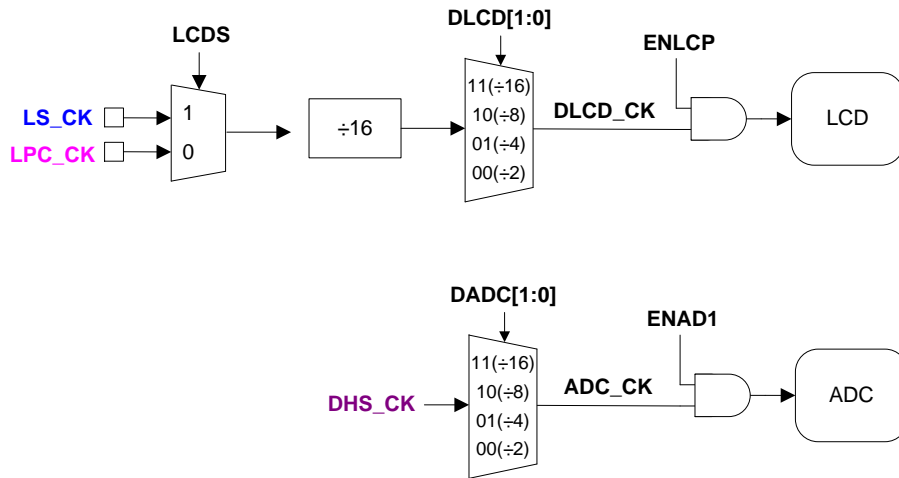 LCDS
DLCD[1:0]
ENLCP
LS_CK
1
LPC_CK
0
÷16
11(÷16)
10(÷8)
01(÷4)
00(÷2)
DLCD_CK
LCD
DADC[1:0]
ENAD1
DHS_CK
11(÷16)
10(÷8)
01(÷4)
00(÷2)
ADC_CK
ADC